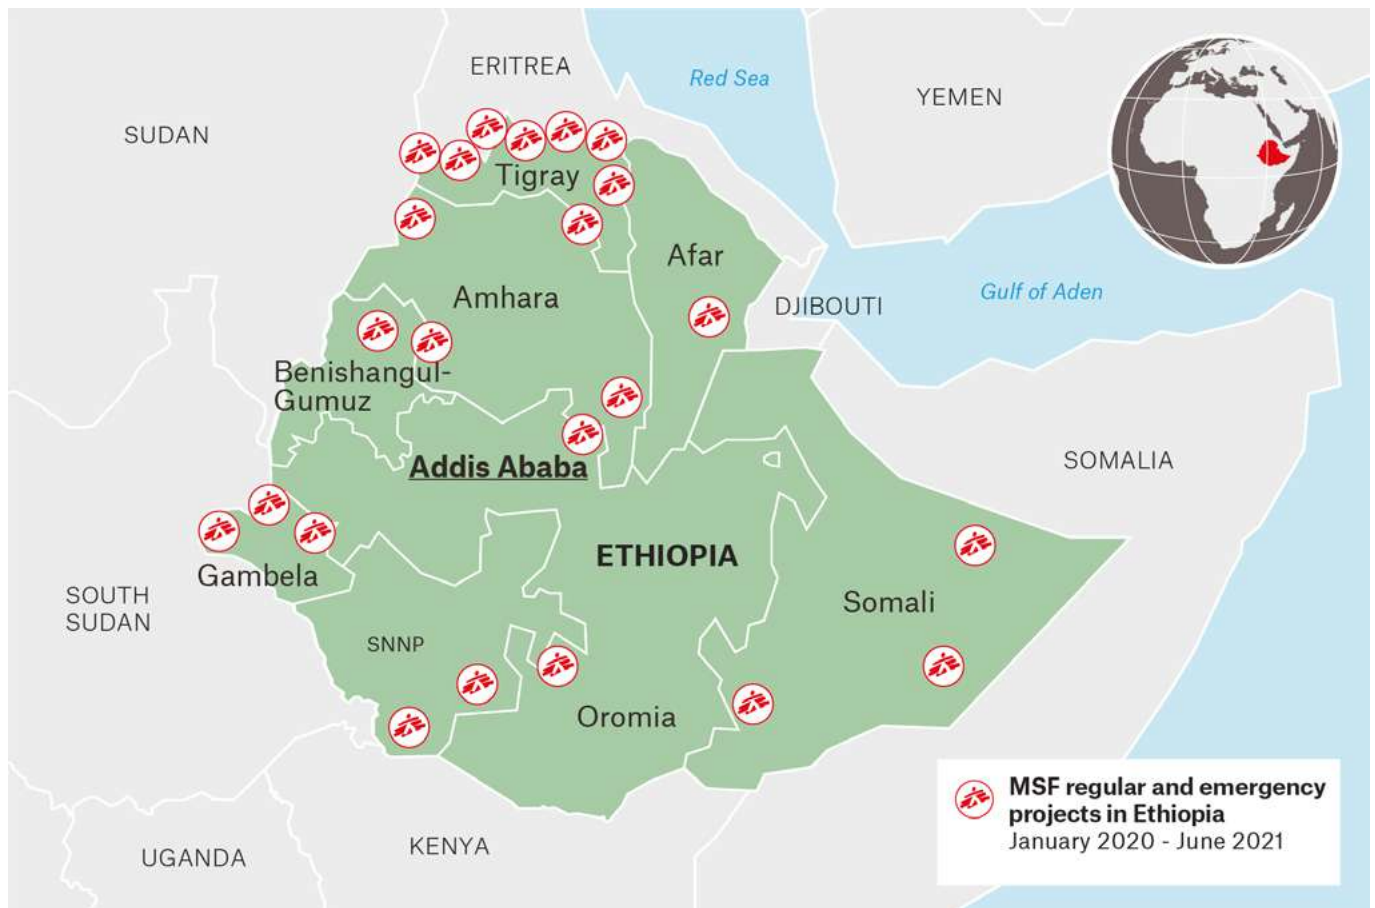 ERITREA
Red Sea
YEMEN
SUDAN
Tigray
Afar
Amhara
Gulf of Aden
DJIBOUTI
Benishangul-
Gumuz
Addis Ababa
SOMALIA
ETHIOPIA
Gambela
SOUTH
SUDAN
Somali
SNNP
Oromia
MSF regular and emergency
projects in Ethiopia
January 2020 - June 2021
KENYA
UGANDA